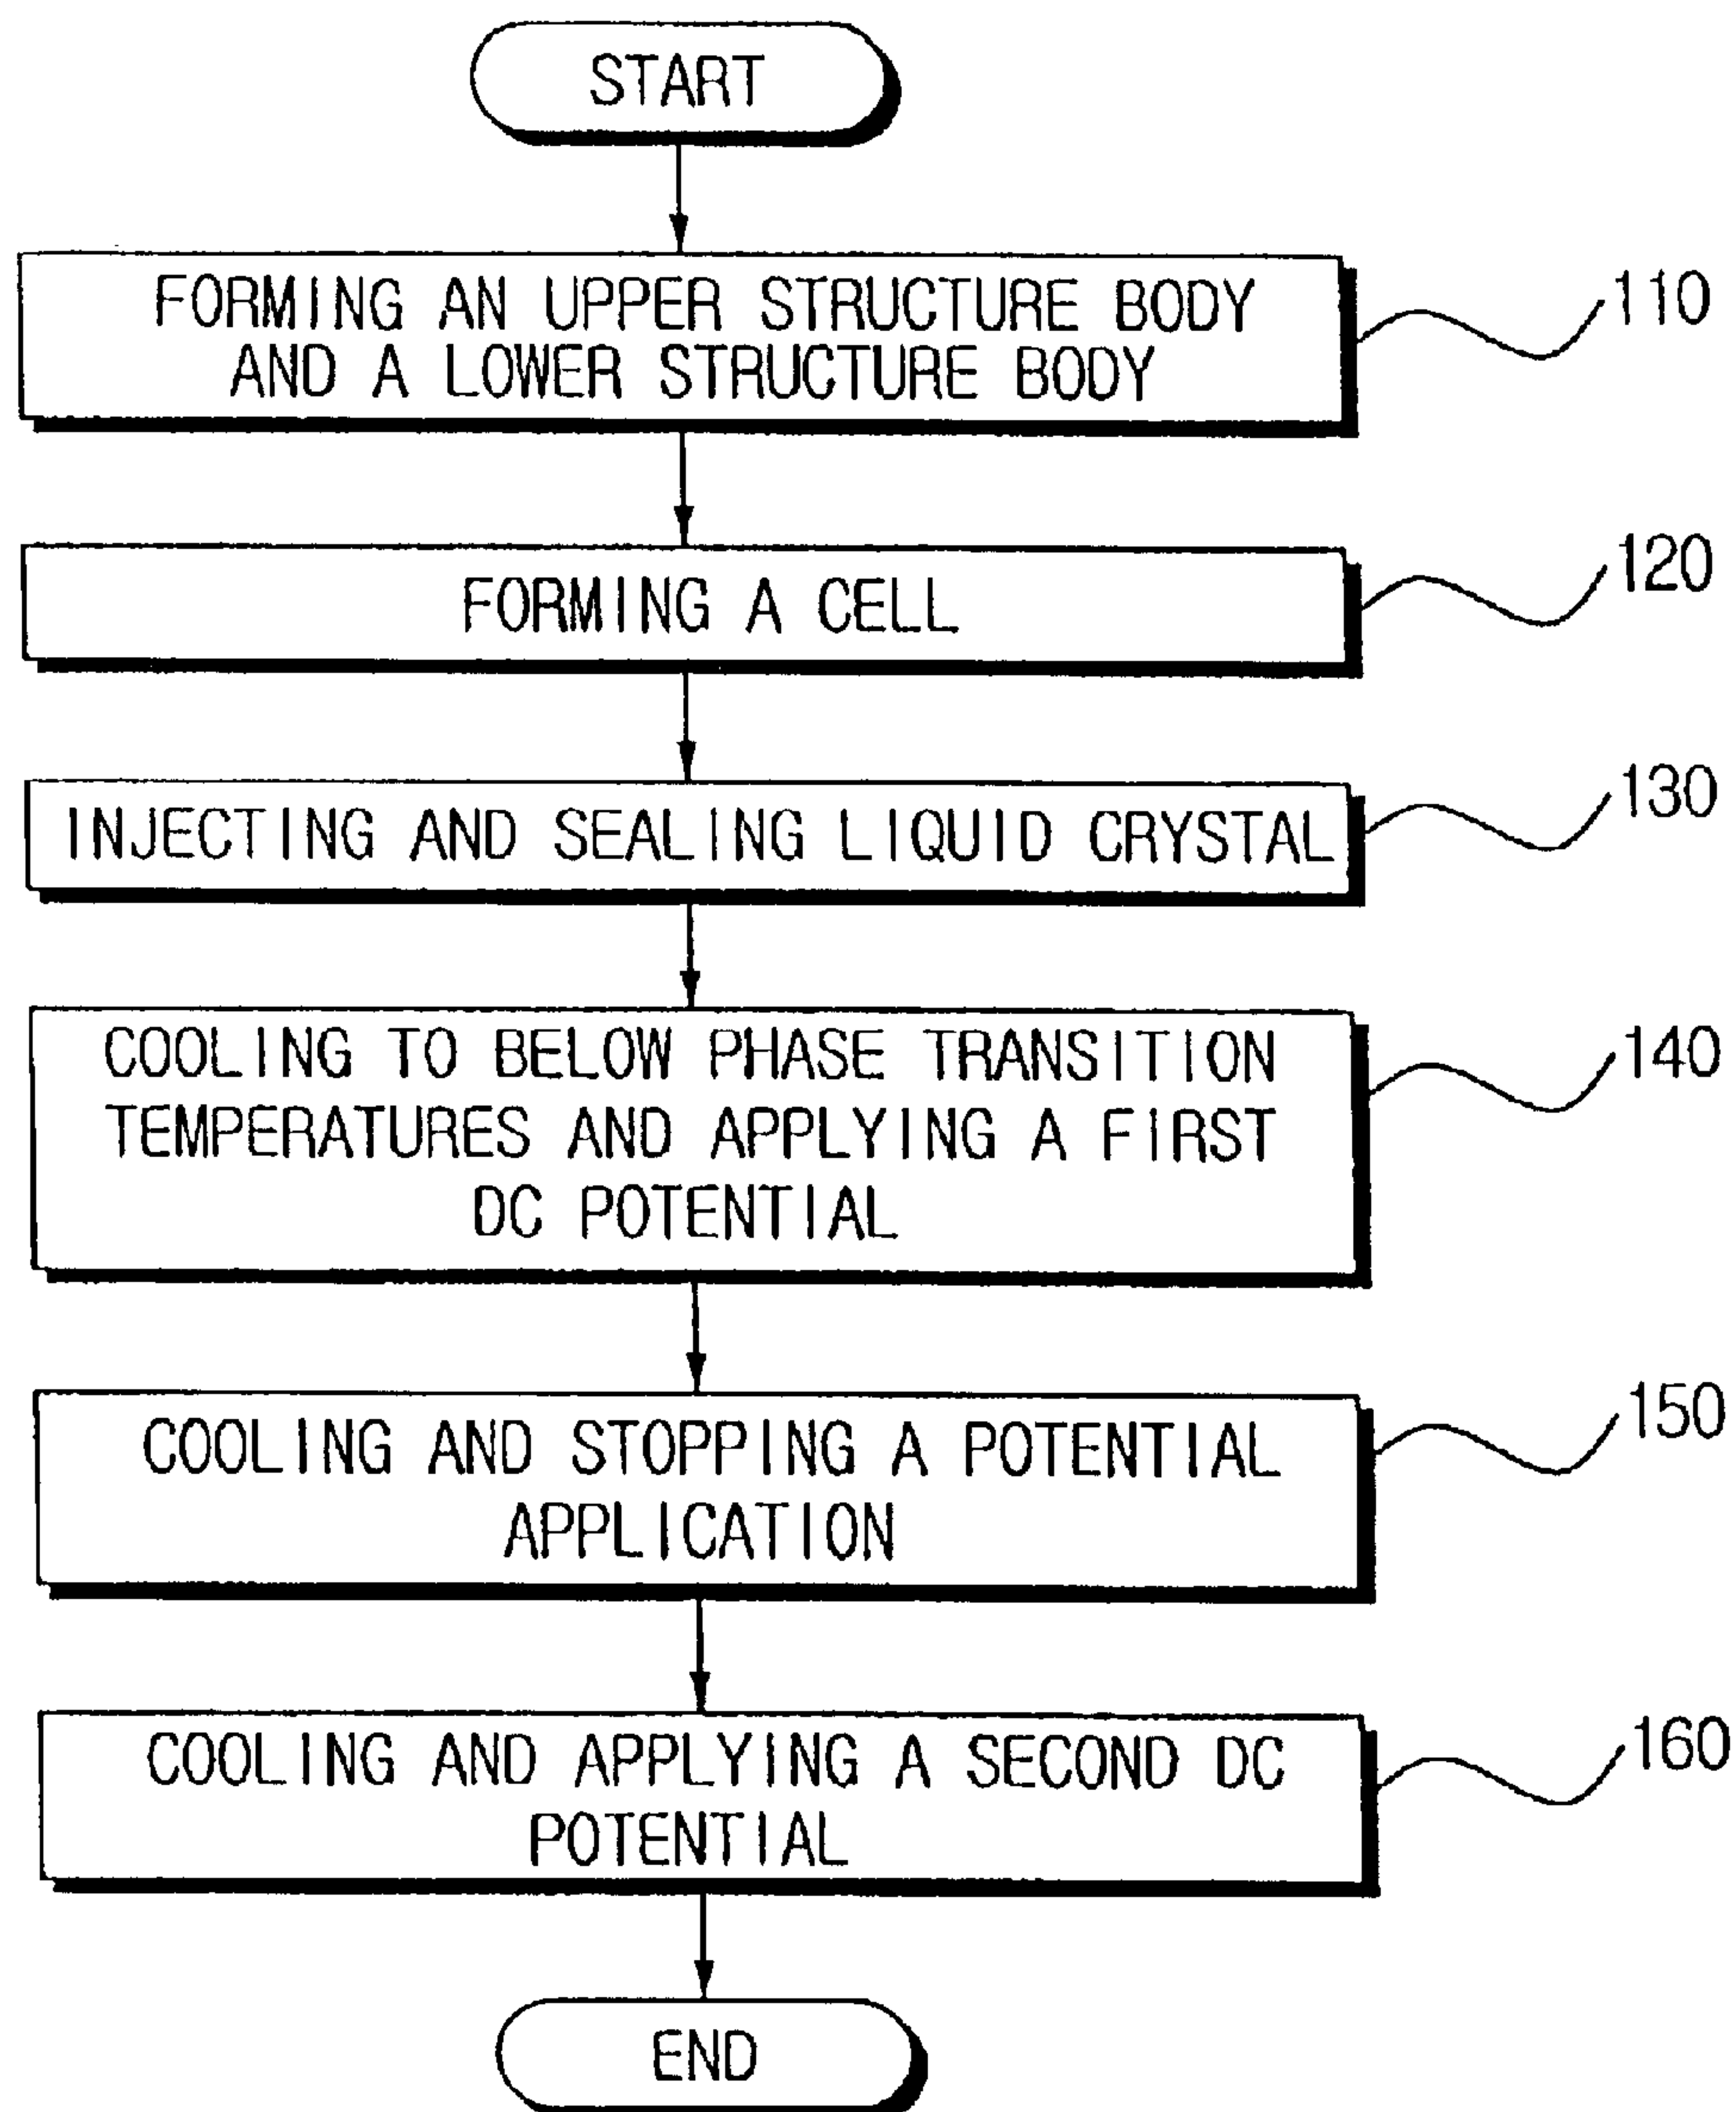 START
FORMING AN UPPER STRUCTURE BODY
AND A LOWER STRUCTURE BODY
110
FORMING A CELL
120
INJECTING AND SEALING LIQUID CRYSTAL
130
COOLING TO BELOW PHASE TRANSITION
TEMPERATURES AND APPLYING A FIRST
DC POTENTIAL
140
COOLING AND STOPPING A POTENTIAL
APPLICATION
150
COOLING AND APPLYING A SECOND DC
POTENTIAL
160
END